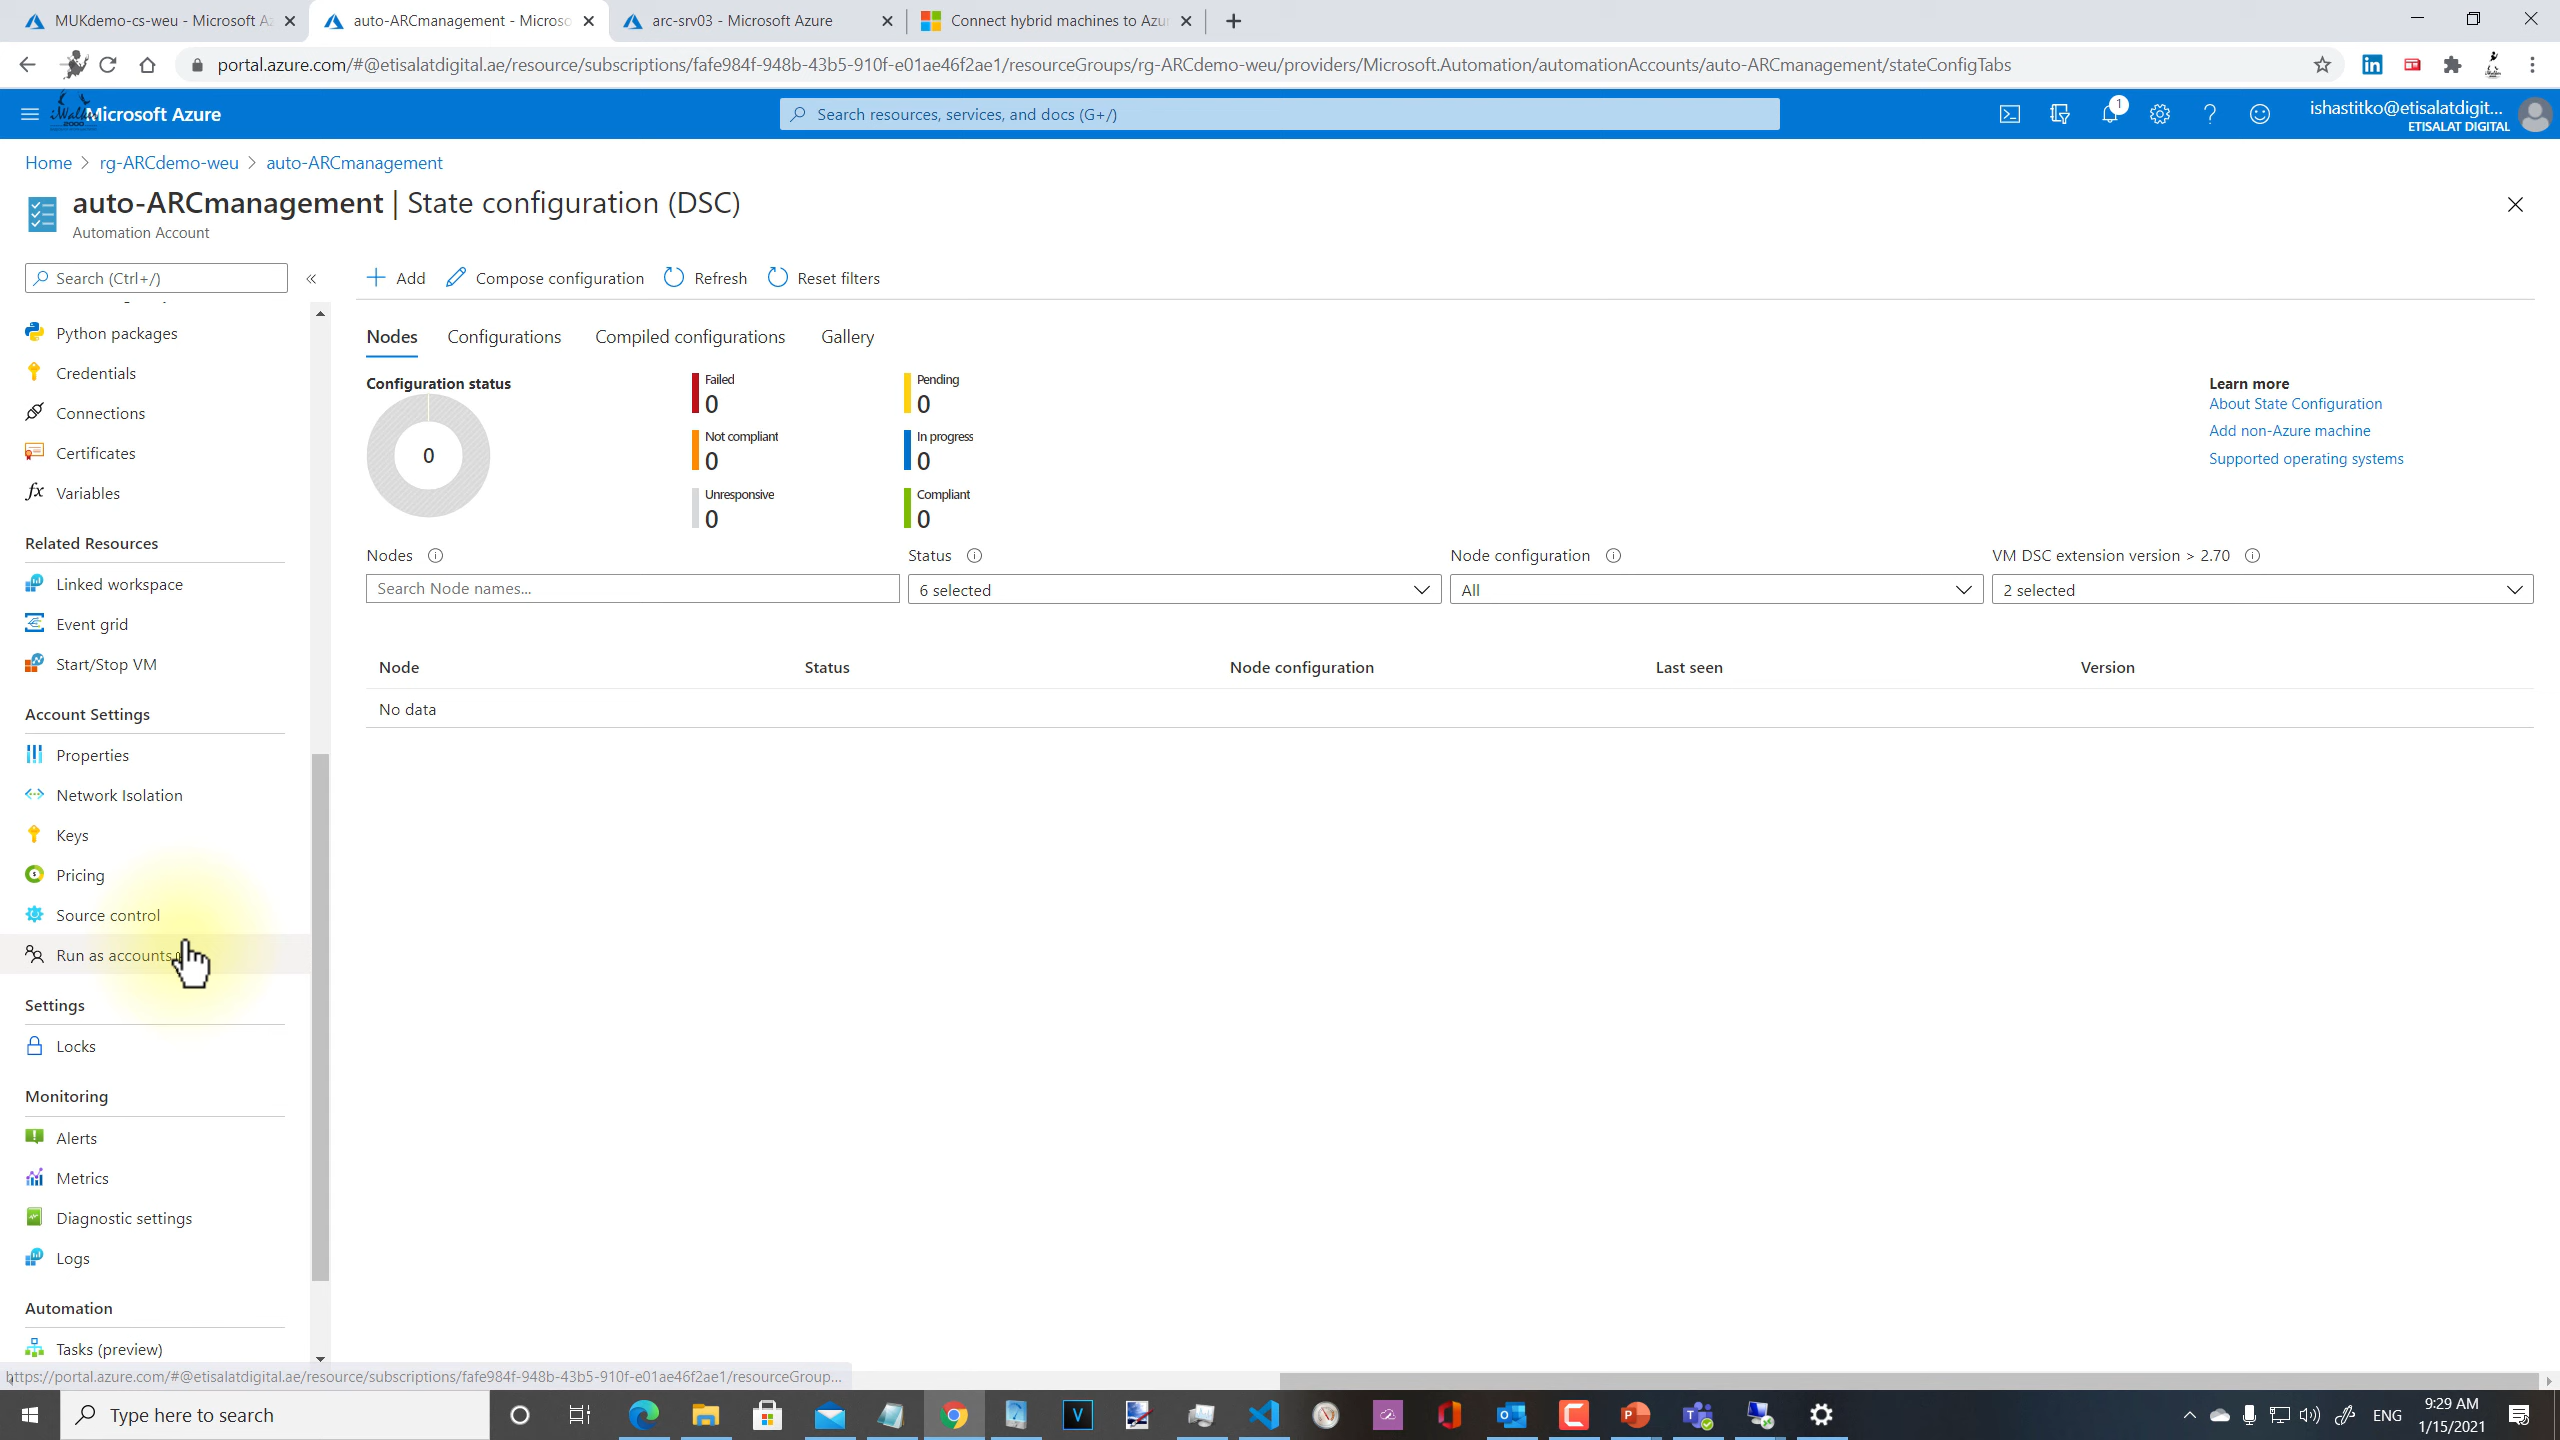 MUKdemo-cs-weu - Microsoft Az
auto-ARCmanagement - Microso
arc-srv03 - Microsoft Azure
Connect hybrid machines to Azu
portal.azure.com/#@etisalatdigital.ae/resource/subscriptions/fafe984f-948b-43b5-910f-e01ae46f2ae1/resourceGroups/rg-ARCdemo-weu/providers/Microsoft.Automation/automationAccounts/auto-ARCmanagement/stateConfigTabs
Microsoft Azure
Search resources, services, and docs (G+/)
1
ishastitko@etisalatdigit...
ETISALAT DIGITAL
Home > rg-ARCdemo-weu > auto-ARCmanagement
auto-ARCmanagement | State configuration (DSC)
Automation Account
Search (Ctrl+/)
«
Add
Compose configuration
Refresh
Reset filters
Python packages
Credentials
Connections
Certificates
Variables
Related Resources
Linked workspace
Event grid
Start/Stop VM
Account Settings
Properties
Network Isolation
Keys
Pricing
Source control
Run as accounts
Settings
Locks
Monitoring
Alerts
Metrics
Diagnostic settings
Logs
Automation
Tasks (preview)
Nodes
Configurations
Compiled configurations
Gallery
Configuration status
0
Failed
0
Pending
0
Not compliant
0
In progress
0
Unresponsive
0
Compliant
0
Learn more
About State Configuration
Add non-Azure machine
Supported operating systems
Nodes
Search Node names...
Status
6 selected
Node configuration
All
VM DSC extension version > 2.70
2 selected
Node Status Node configuration Last seen Version
No data
https://portal.azure.com/#@etisalatdigital.ae/resource/subscriptions/fafe984f-948b-43b5-910f-e01ae46f2ae1/resourceGroup...
Type here to search
ENG
9:29 AM
1/15/2021